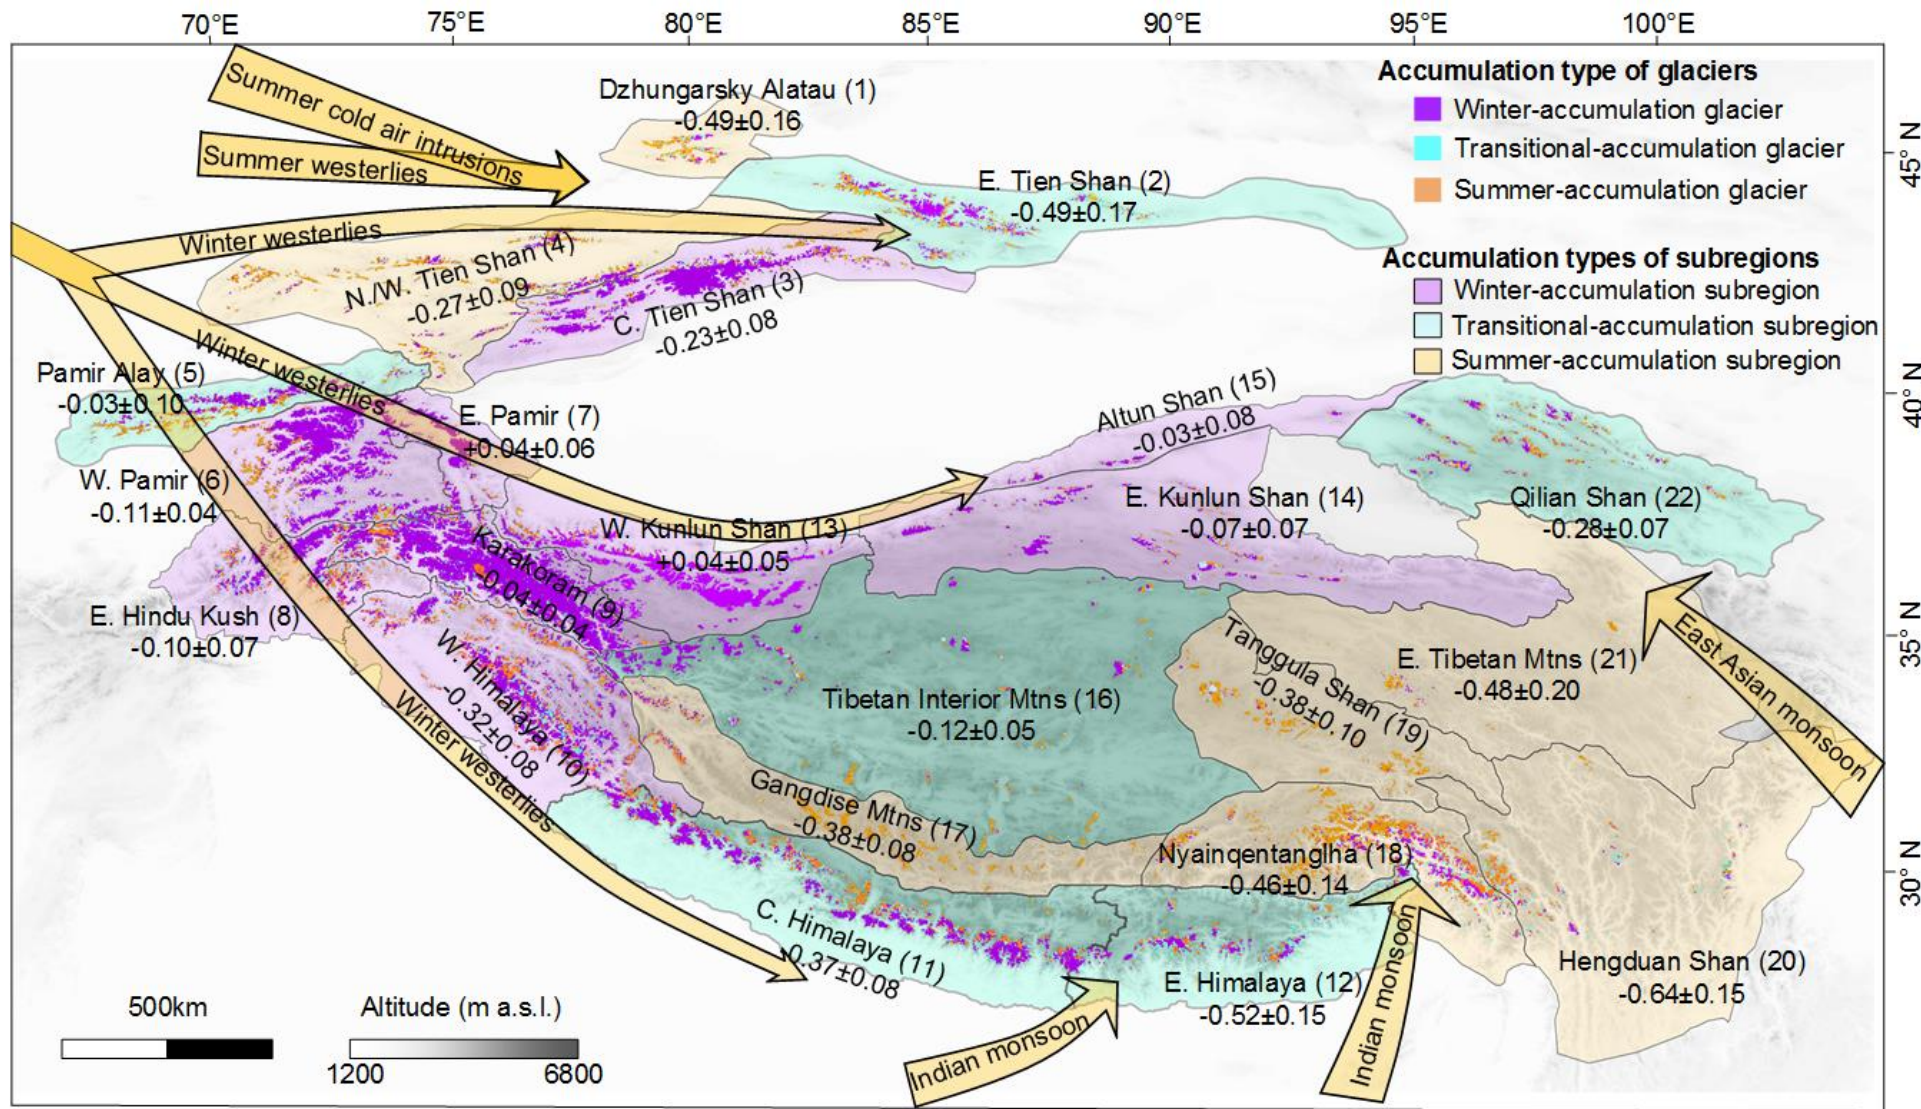 70°E 75°E 80°E 85°E 90°E 95°E 100°E
Summer cold air intrusions
Summer westerlies
Winter westerlies
Dzhungarsky Alatau (1)
-0.49±0.16
E. Tien Shan (2)
-0.49±0.17
N./W. Tien Shan (4)
-0.27±0.09
C. Tien Shan (3)
-0.23±0.08
Accumulation type of glaciers
Winter-accumulation glacier
Transitional-accumulation glacier
Summer-accumulation glacier
Accumulation types of subregions
Winter-accumulation subregion
Transitional-accumulation subregion
Summer-accumulation subregion
45° N
40° N
35° N
30° N
Winter westerlies
Pamir Alay (5)
-0.03±0.10
E. Pamir (7)
+0.04±0.06
W. Pamir (6)
-0.11±0.04
Altun Shan (15)
-0.03±0.08
E. Kunlun Shan (14)
-0.07±0.07
Qilian Shan (22)
-0.28±0.07
W. Kunlun Shan (13)
+0.04±0.05
Karakoram (9)
-0.04±0.04
E. Hindu Kush (8)
-0.10±0.07
W. Himalaya (10)
-0.32±0.08
Winter westerlies
Tibetan Interior Mtns (16)
-0.12±0.05
Tanggula Shan (19)
-0.38±0.10
E. Tibetan Mtns (21)
-0.48±0.20
East Asian monsoon
Gangdise Mtns (17)
-0.38±0.08
Nyainqentanglha (18)
-0.46±0.14
C. Himalaya (11)
-0.37±0.08
E. Himalaya (12)
-0.52±0.15
Hengduan Shan (20)
-0.64±0.15
Indian monsoon
Indian monsoon
500km
Altitude (m a.s.l.)
1200 6800